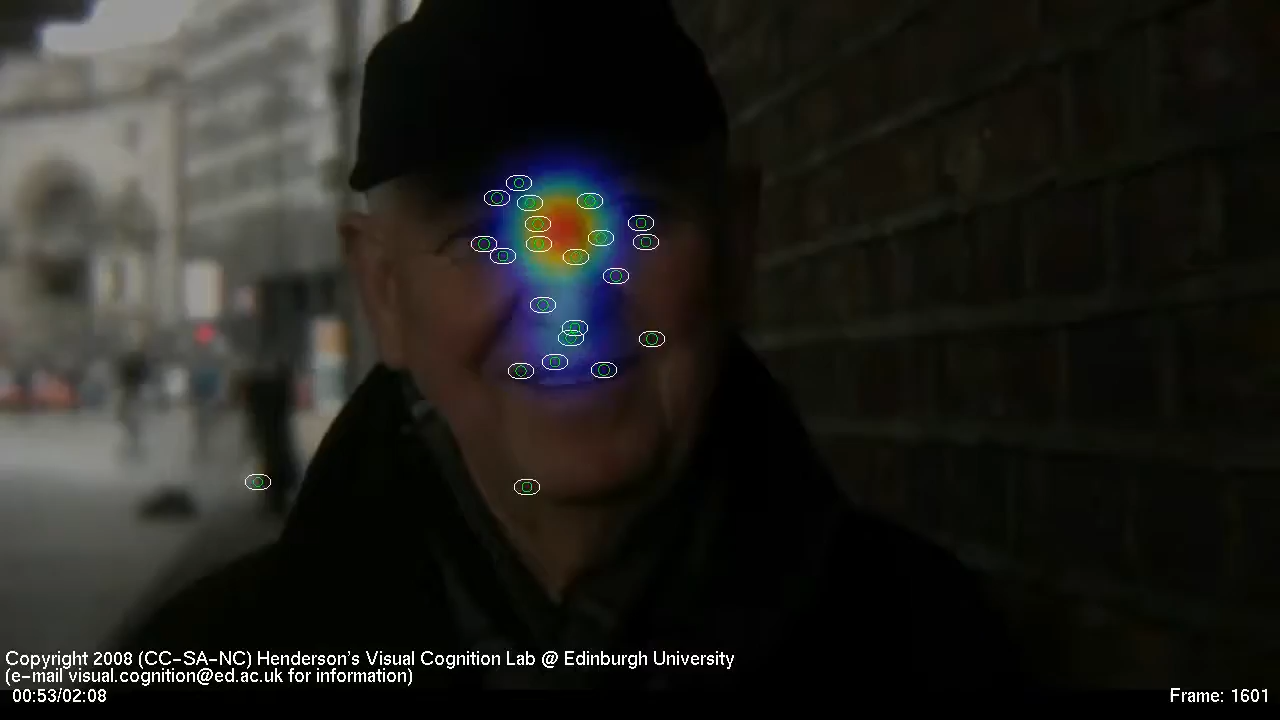 Copyright 2008 (CC-SA-NC) Henderson's Visual Cognition Lab @ Edinburgh University
(e-mail visual.cognition@ed.ac.uk for information)
00:53/02:08
Frame: 1601